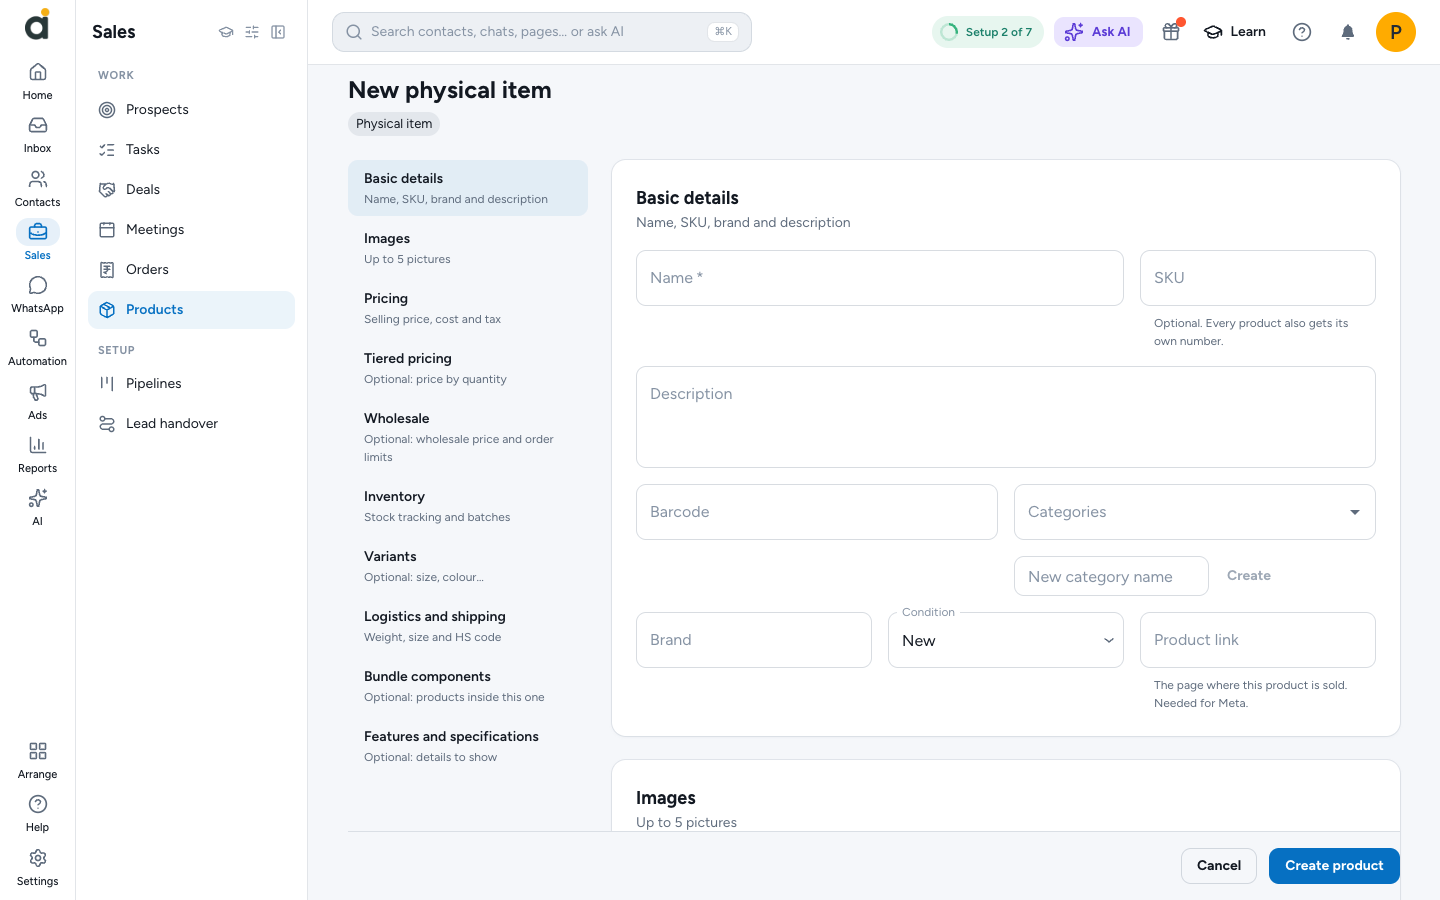 Home
Inbox
Contacts
Sales
WhatsApp
Automation
Ads
Reports
AI
Arrange
Help
Settings
Sales
WORK
Prospects
Tasks
Deals
Meetings
Orders
Products
SETUP
Pipelines
Lead handover
Search contacts, chats, pages... or ask AI
⌘K
Setup 2 of 7
Ask AI
Learn
P
New physical item
Physical item
Basic details
Name, SKU, brand and description
Images
Up to 5 pictures
Pricing
Selling price, cost and tax
Tiered pricing
Optional: price by quantity
Wholesale
Optional: wholesale price and order
limits
Inventory
Stock tracking and batches
Variants
Optional: size, colour...
Logistics and shipping
Weight, size and HS code
Bundle components
Optional: products inside this one
Features and specifications
Optional: details to show
Basic details
Name, SKU, brand and description
Name *
SKU
Optional. Every product also gets its
own number.
Description
Barcode
Categories
New category name
Create
Brand
Condition
New
Product link
The page where this product is sold.
Needed for Meta.
Images
Up to 5 pictures
Cancel
Create product